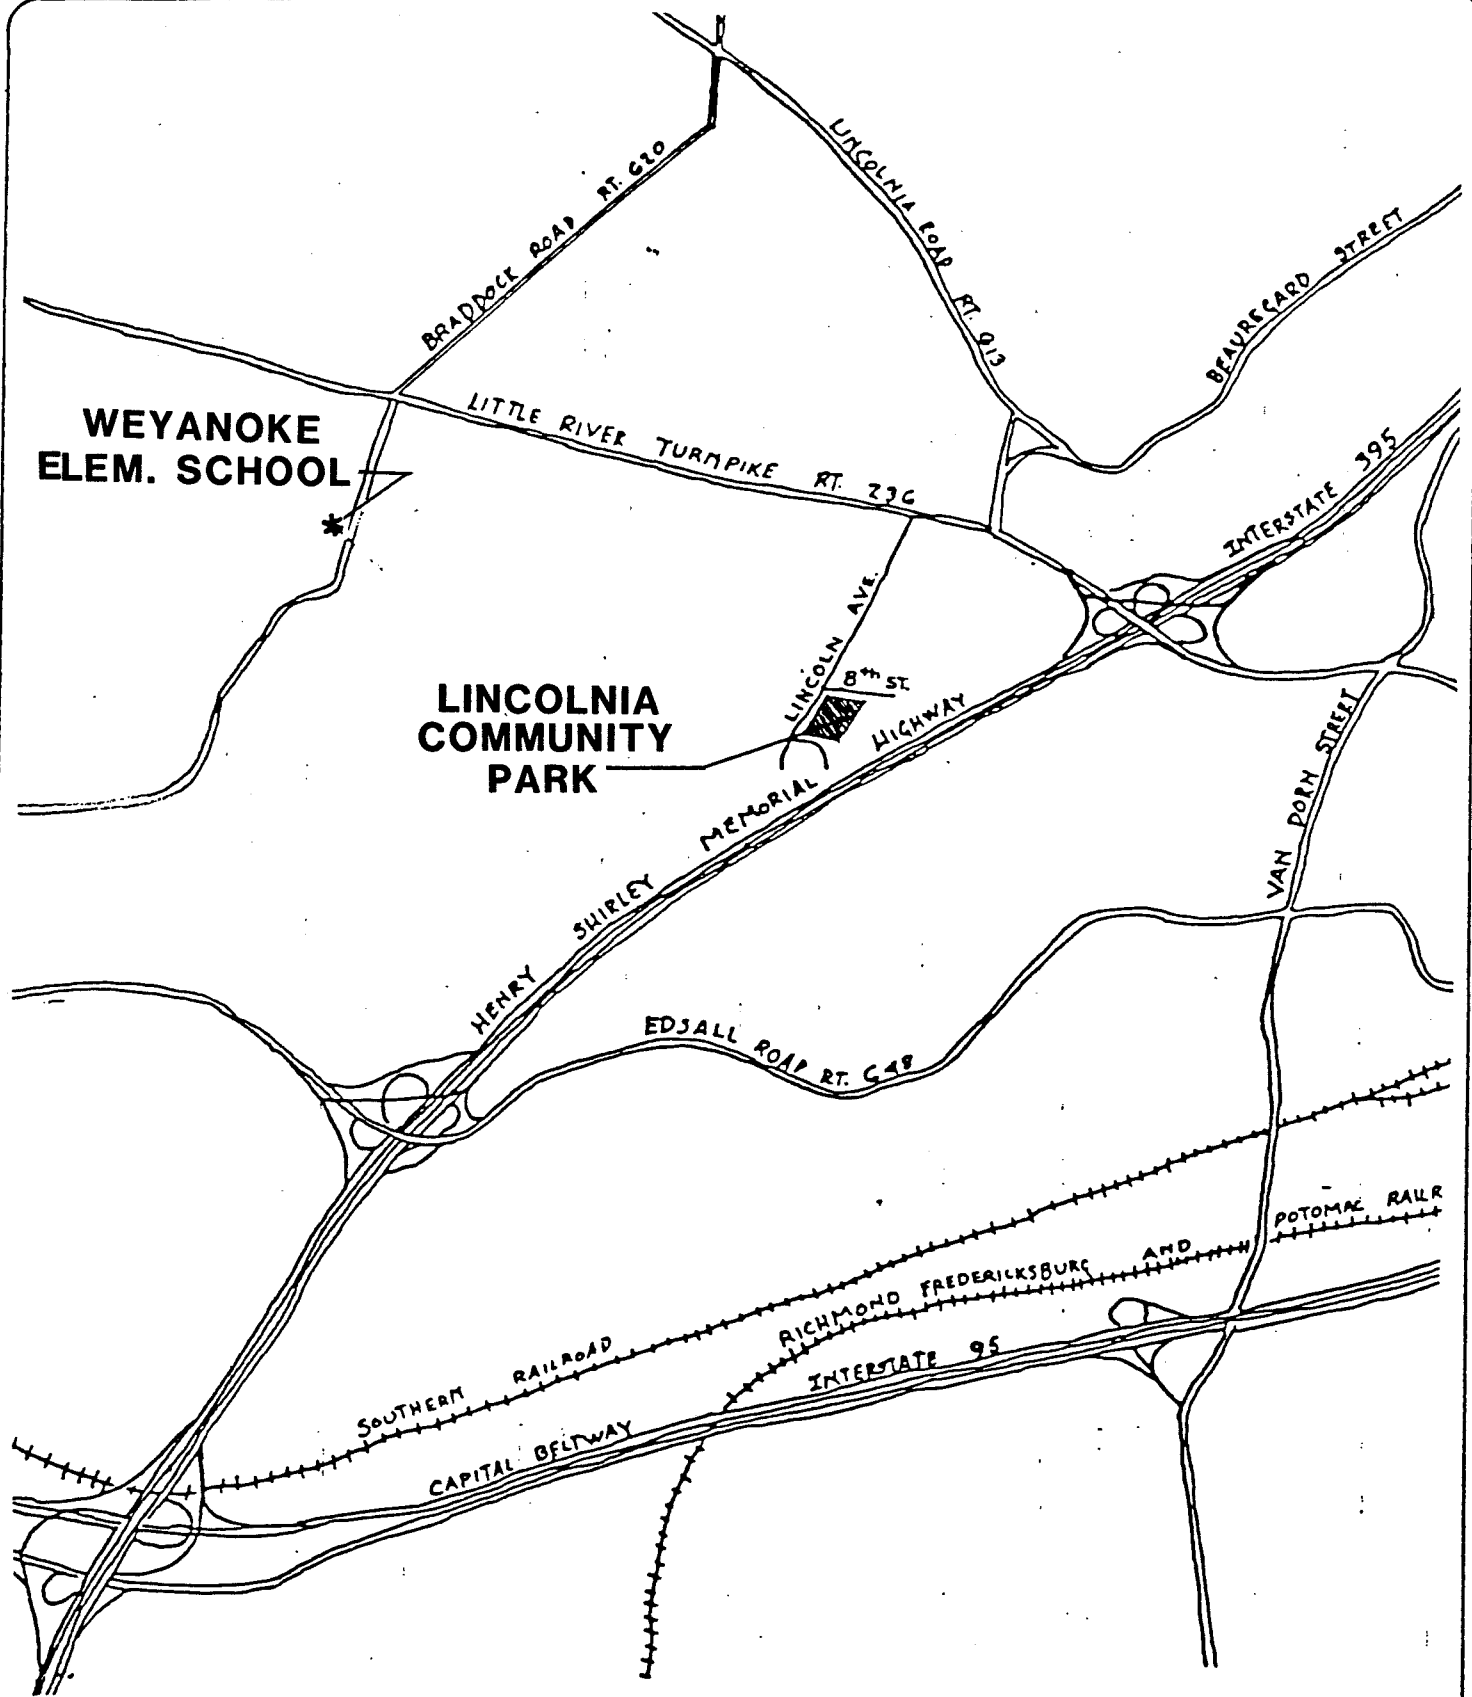 BRADDOCK ROAD RT. 620
LINCOLNIA ROAD RT. 913
BEAUREGARD STREET
WEYANOKE
ELEM. SCHOOL
*
LITTLE RIVER TURNPIKE RT. 236
INTERSTATE 395
LINCOLN AVE.
8th ST.
LINCOLNIA
COMMUNITY
PARK
HENRY SHIRLEY MEMORIAL HIGHWAY
VAN DORN STREET
EDSALL ROAD RT. 648
SOUTHERN RAILROAD
RICHMOND FREDERICKSBURG AND POTOMAC RAILR
CAPITAL BELTWAY INTERSTATE 95